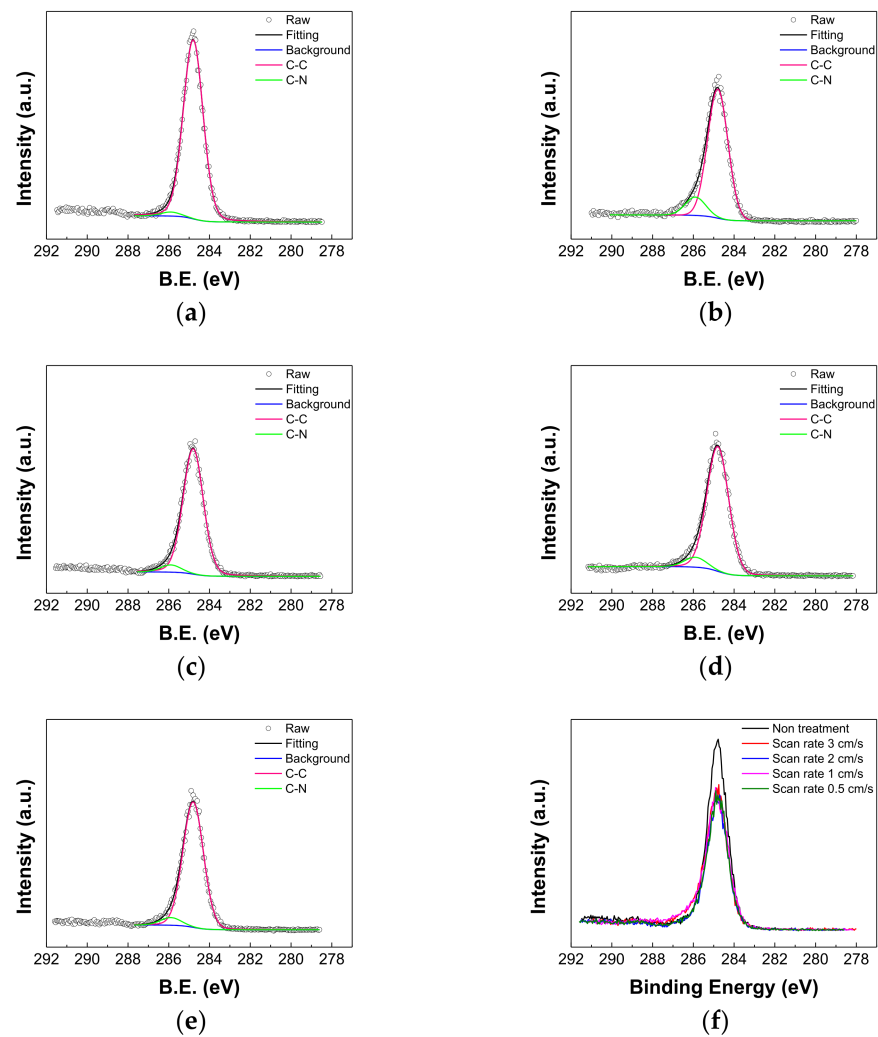 Raw
Fitting
Background
C-C
C-N
Intensity (a.u.)
292 290 288 286 284 282 280 278
B.E. (eV)
(a)
Raw
Fitting
Background
C-C
C-N
Intensity (a.u.)
292 290 288 286 284 282 280 278
B.E. (eV)
(b)
Raw
Fitting
Background
C-C
C-N
Intensity (a.u.)
292 290 288 286 284 282 280 278
B.E. (eV)
(c)
Raw
Fitting
Background
C-C
C-N
Intensity (a.u.)
292 290 288 286 284 282 280 278
B.E. (eV)
(d)
Raw
Fitting
Background
C-C
C-N
Intensity (a.u.)
292 290 288 286 284 282 280 278
B.E. (eV)
(e)
Non treatment
Scan rate 3 cm/s
Scan rate 2 cm/s
Scan rate 1 cm/s
Scan rate 0.5 cm/s
Intensity (a.u.)
292 290 288 286 284 282 280 278
Binding Energy (eV)
(f)